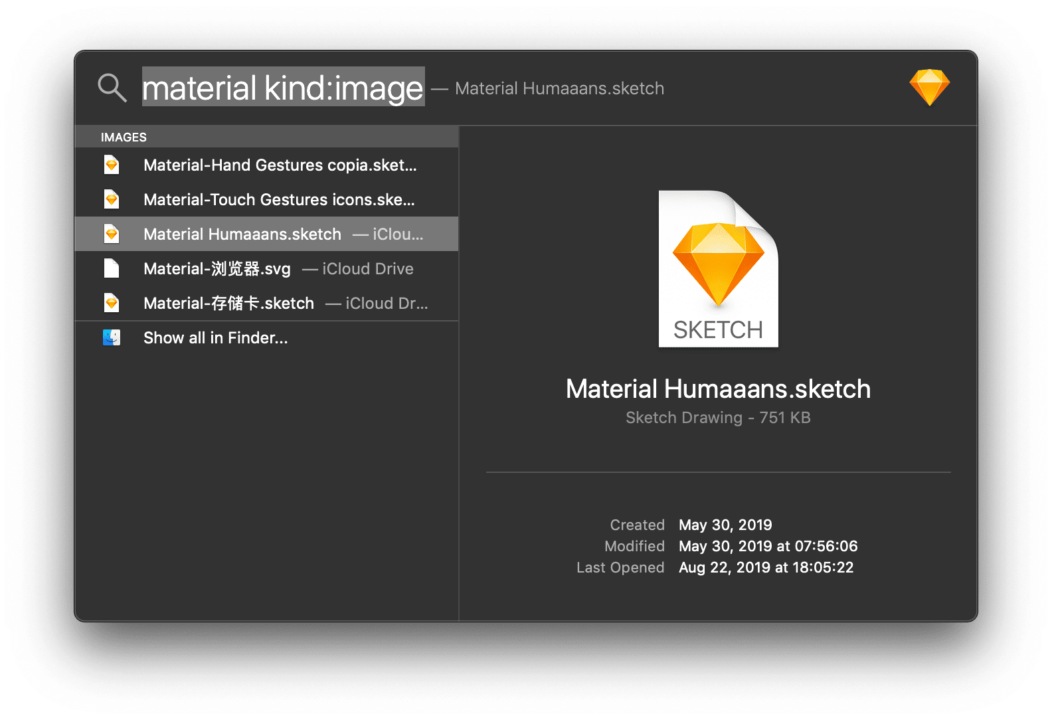 material kind:image — Material Humaaans.sketch
IMAGES
Material-Hand Gestures copia.sket...
Material-Touch Gestures icons.ske...
Material Humaaans.sketch — iClou...
Material-浏览器.svg — iCloud Drive
Material-存储卡.sketch — iCloud Dr...
Show all in Finder...
SKETCH
Material Humaaans.sketch
Sketch Drawing - 751 KB
Created May 30, 2019
Modified May 30, 2019 at 07:56:06
Last Opened Aug 22, 2019 at 18:05:22